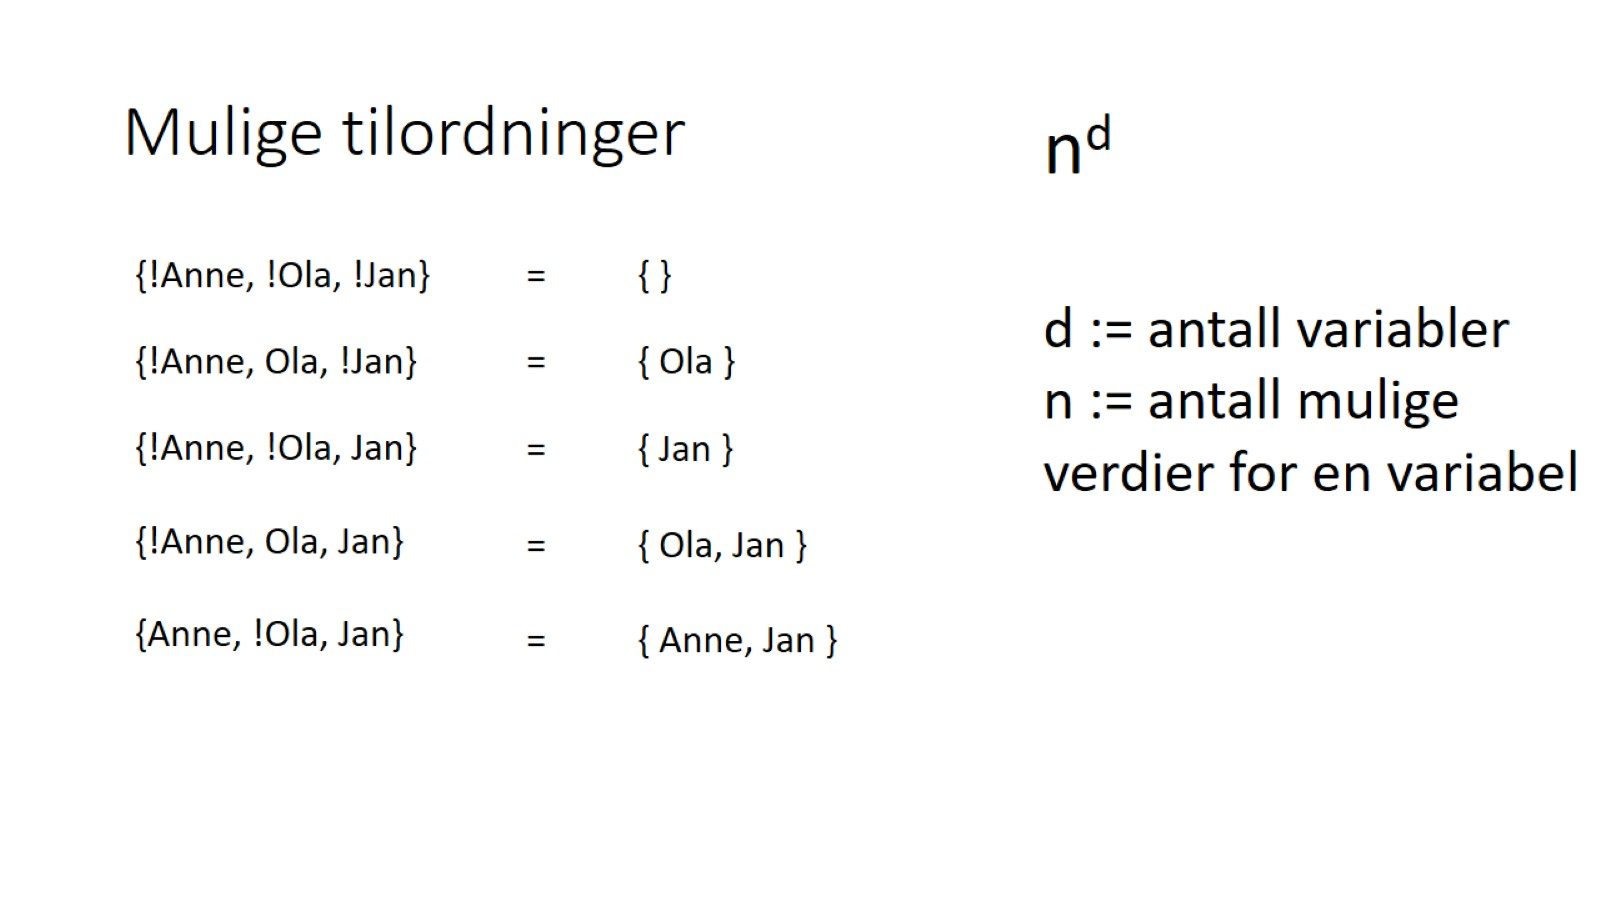 Mulige tilordninger
{!Anne, !Ola, !Jan} = { }
{!Anne, Ola, !Jan} = { Ola }
{!Anne, !Ola, Jan} = { Jan }
{!Anne, Ola, Jan} = { Ola, Jan }
{Anne, !Ola, Jan} = { Anne, Jan }
nᵈ
d := antall variabler
n := antall mulige
verdier for en variabel